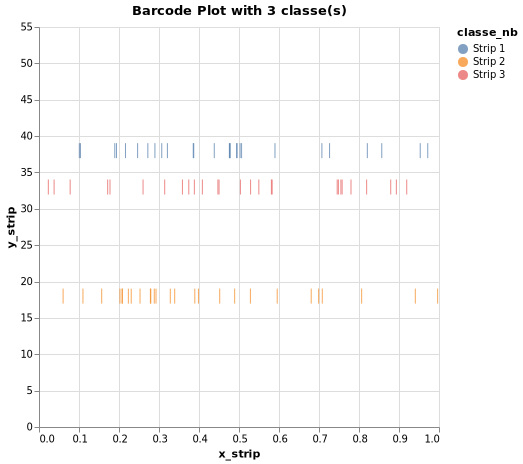 Barcode Plot with 3 classe(s)
classe_nb
Strip 1
Strip 2
Strip 3
55
50
45
40
35
30
25
20
15
10
5
0
y_strip
0.0 0.1 0.2 0.3 0.4 0.5 0.6 0.7 0.8 0.9 1.0
x_strip